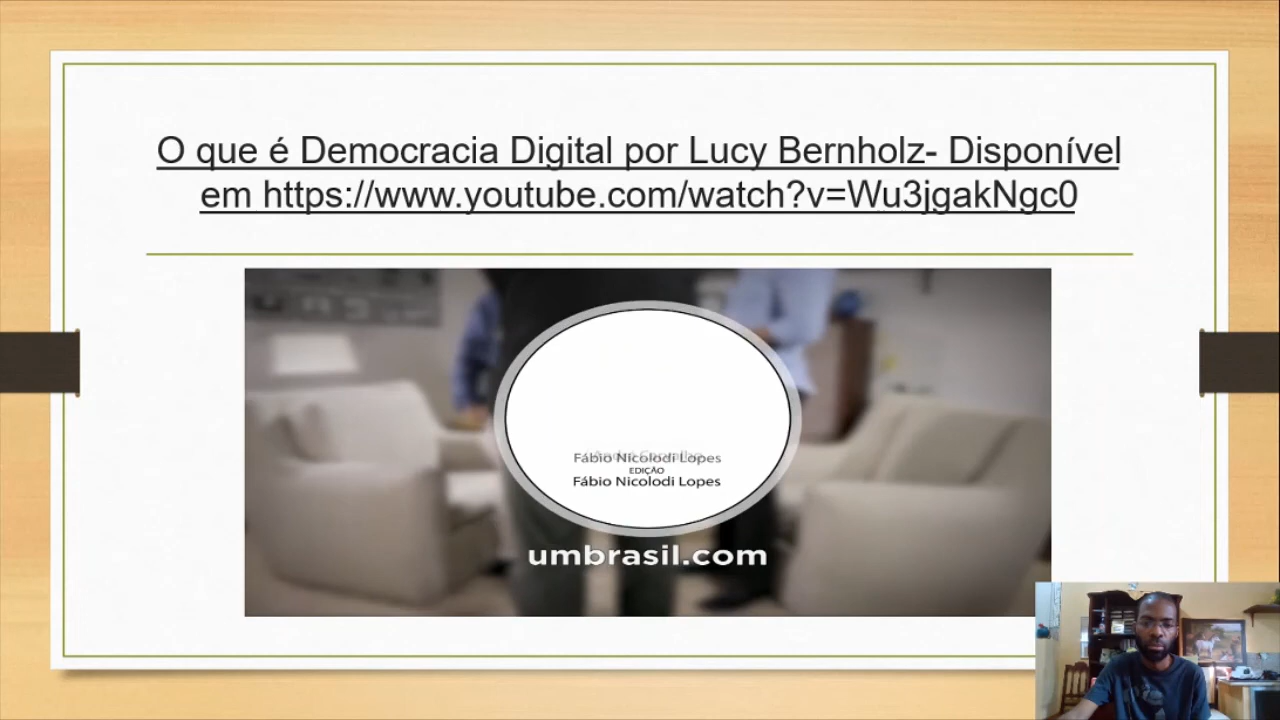 O que é Democracia Digital por Lucy Bernholz- Disponível
em https://www.youtube.com/watch?v=Wu3jgakNgc0
Fábio Nicolodi Lopes
EDIÇÃO
Fábio Nicolodi Lopes
umbrasil.com